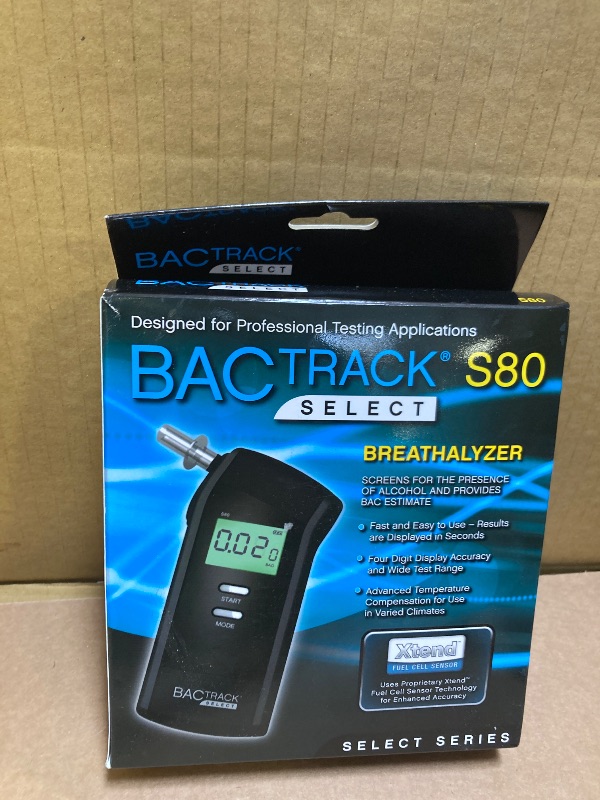 BACTRACK®
SELECT
BACTRACK
SELECT
S80
Designed for Professional Testing Applications
BACTRACK® S80
SELECT
BREATHALYZER
SCREENS FOR THE PRESENCE
OF ALCOHOL AND PROVIDES
BAC ESTIMATE
Fast and Easy to Use – Results
are Displayed in Seconds
Four Digit Display Accuracy
and Wide Test Range
Advanced Temperature
Compensation for Use
in Varied Climates
0.020
START
MODE
BACTRACK
SELECT
Xtend™
FUEL CELL SENSOR
Uses Proprietary Xtend™
Fuel Cell Sensor Technology
for Enhanced Accuracy
SELECT SERIES